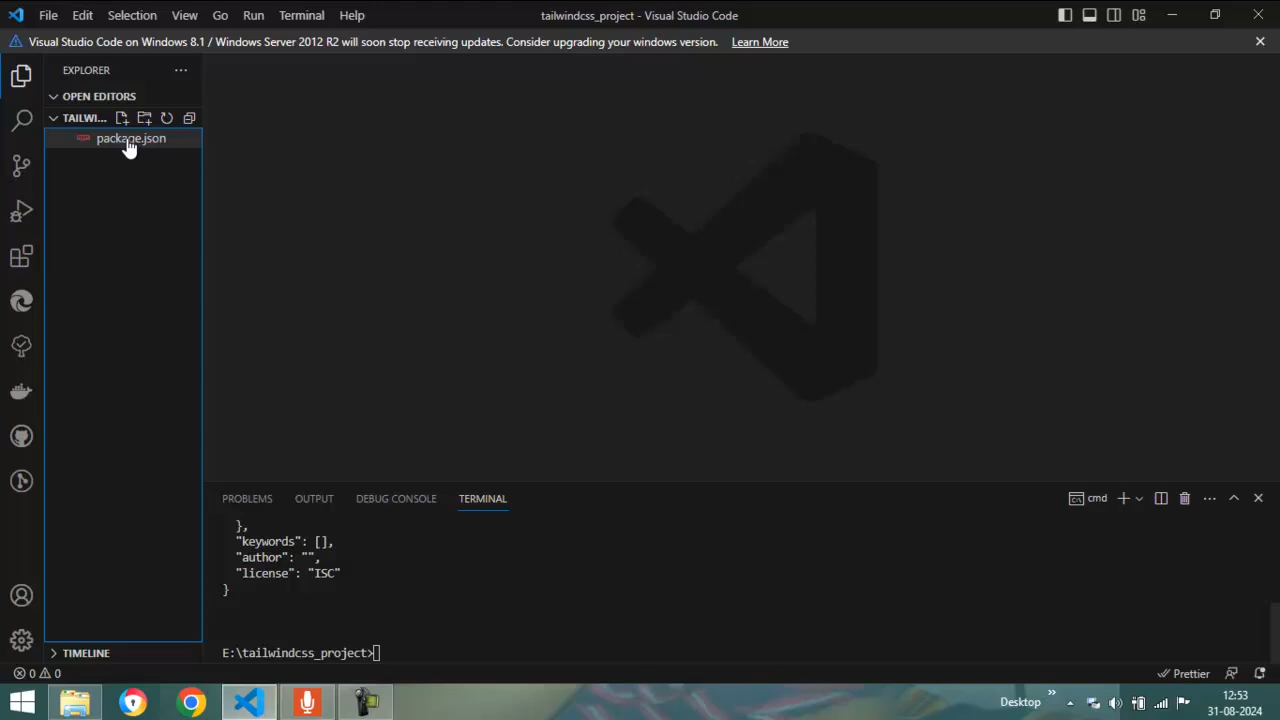 File Edit Selection View Go Run Terminal Help
tailwindcss_project - Visual Studio Code
Visual Studio Code on Windows 8.1 / Windows Server 2012 R2 will soon stop receiving updates. Consider upgrading your windows version. Learn More
EXPLORER
OPEN EDITORS
TAILWI...
package.json
PROBLEMS OUTPUT DEBUG CONSOLE TERMINAL
cmd
},
"keywords": [],
"author": "",
"license": "ISC"
}
E:\tailwindcss_project>
TIMELINE
0 0
Prettier
Desktop
12:53
31-08-2024